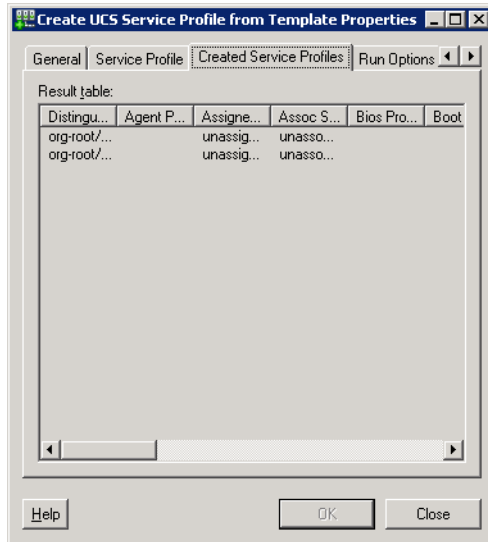 Create UCS Service Profile from Template Properties
General Service Profile Created Service Profiles Run Options
Result table:
Distingu... Agent P... Assigne... Assoc S... Bios Pro... Boot
org-root/... unassig... unasso...
org-root/... unassig... unasso...
Help OK Close